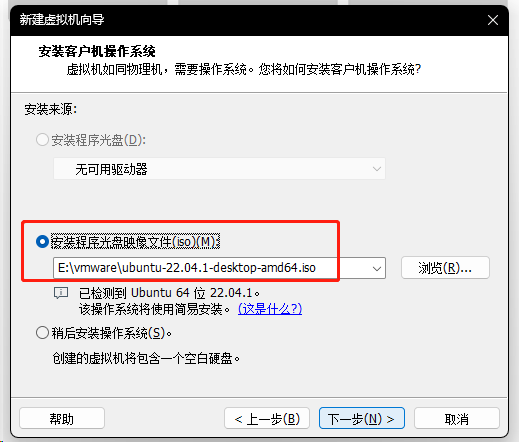 新建虚拟机向导
安装客户机操作系统
虚拟机如同物理机，需要操作系统。您将如何安装客户机操作系统?
安装来源:
安装程序光盘(D):
无可用驱动器
安装程序光盘映像文件(iso)(M):
E:\vmware\ubuntu-22.04.1-desktop-amd64.iso
浏览(R)...
已检测到 Ubuntu 64 位 22.04.1。
该操作系统将使用简易安装。 (这是什么?)
稍后安装操作系统(S)。
创建的虚拟机将包含一个空白硬盘。
帮助
< 上一步(B)
下一步(N) >
取消